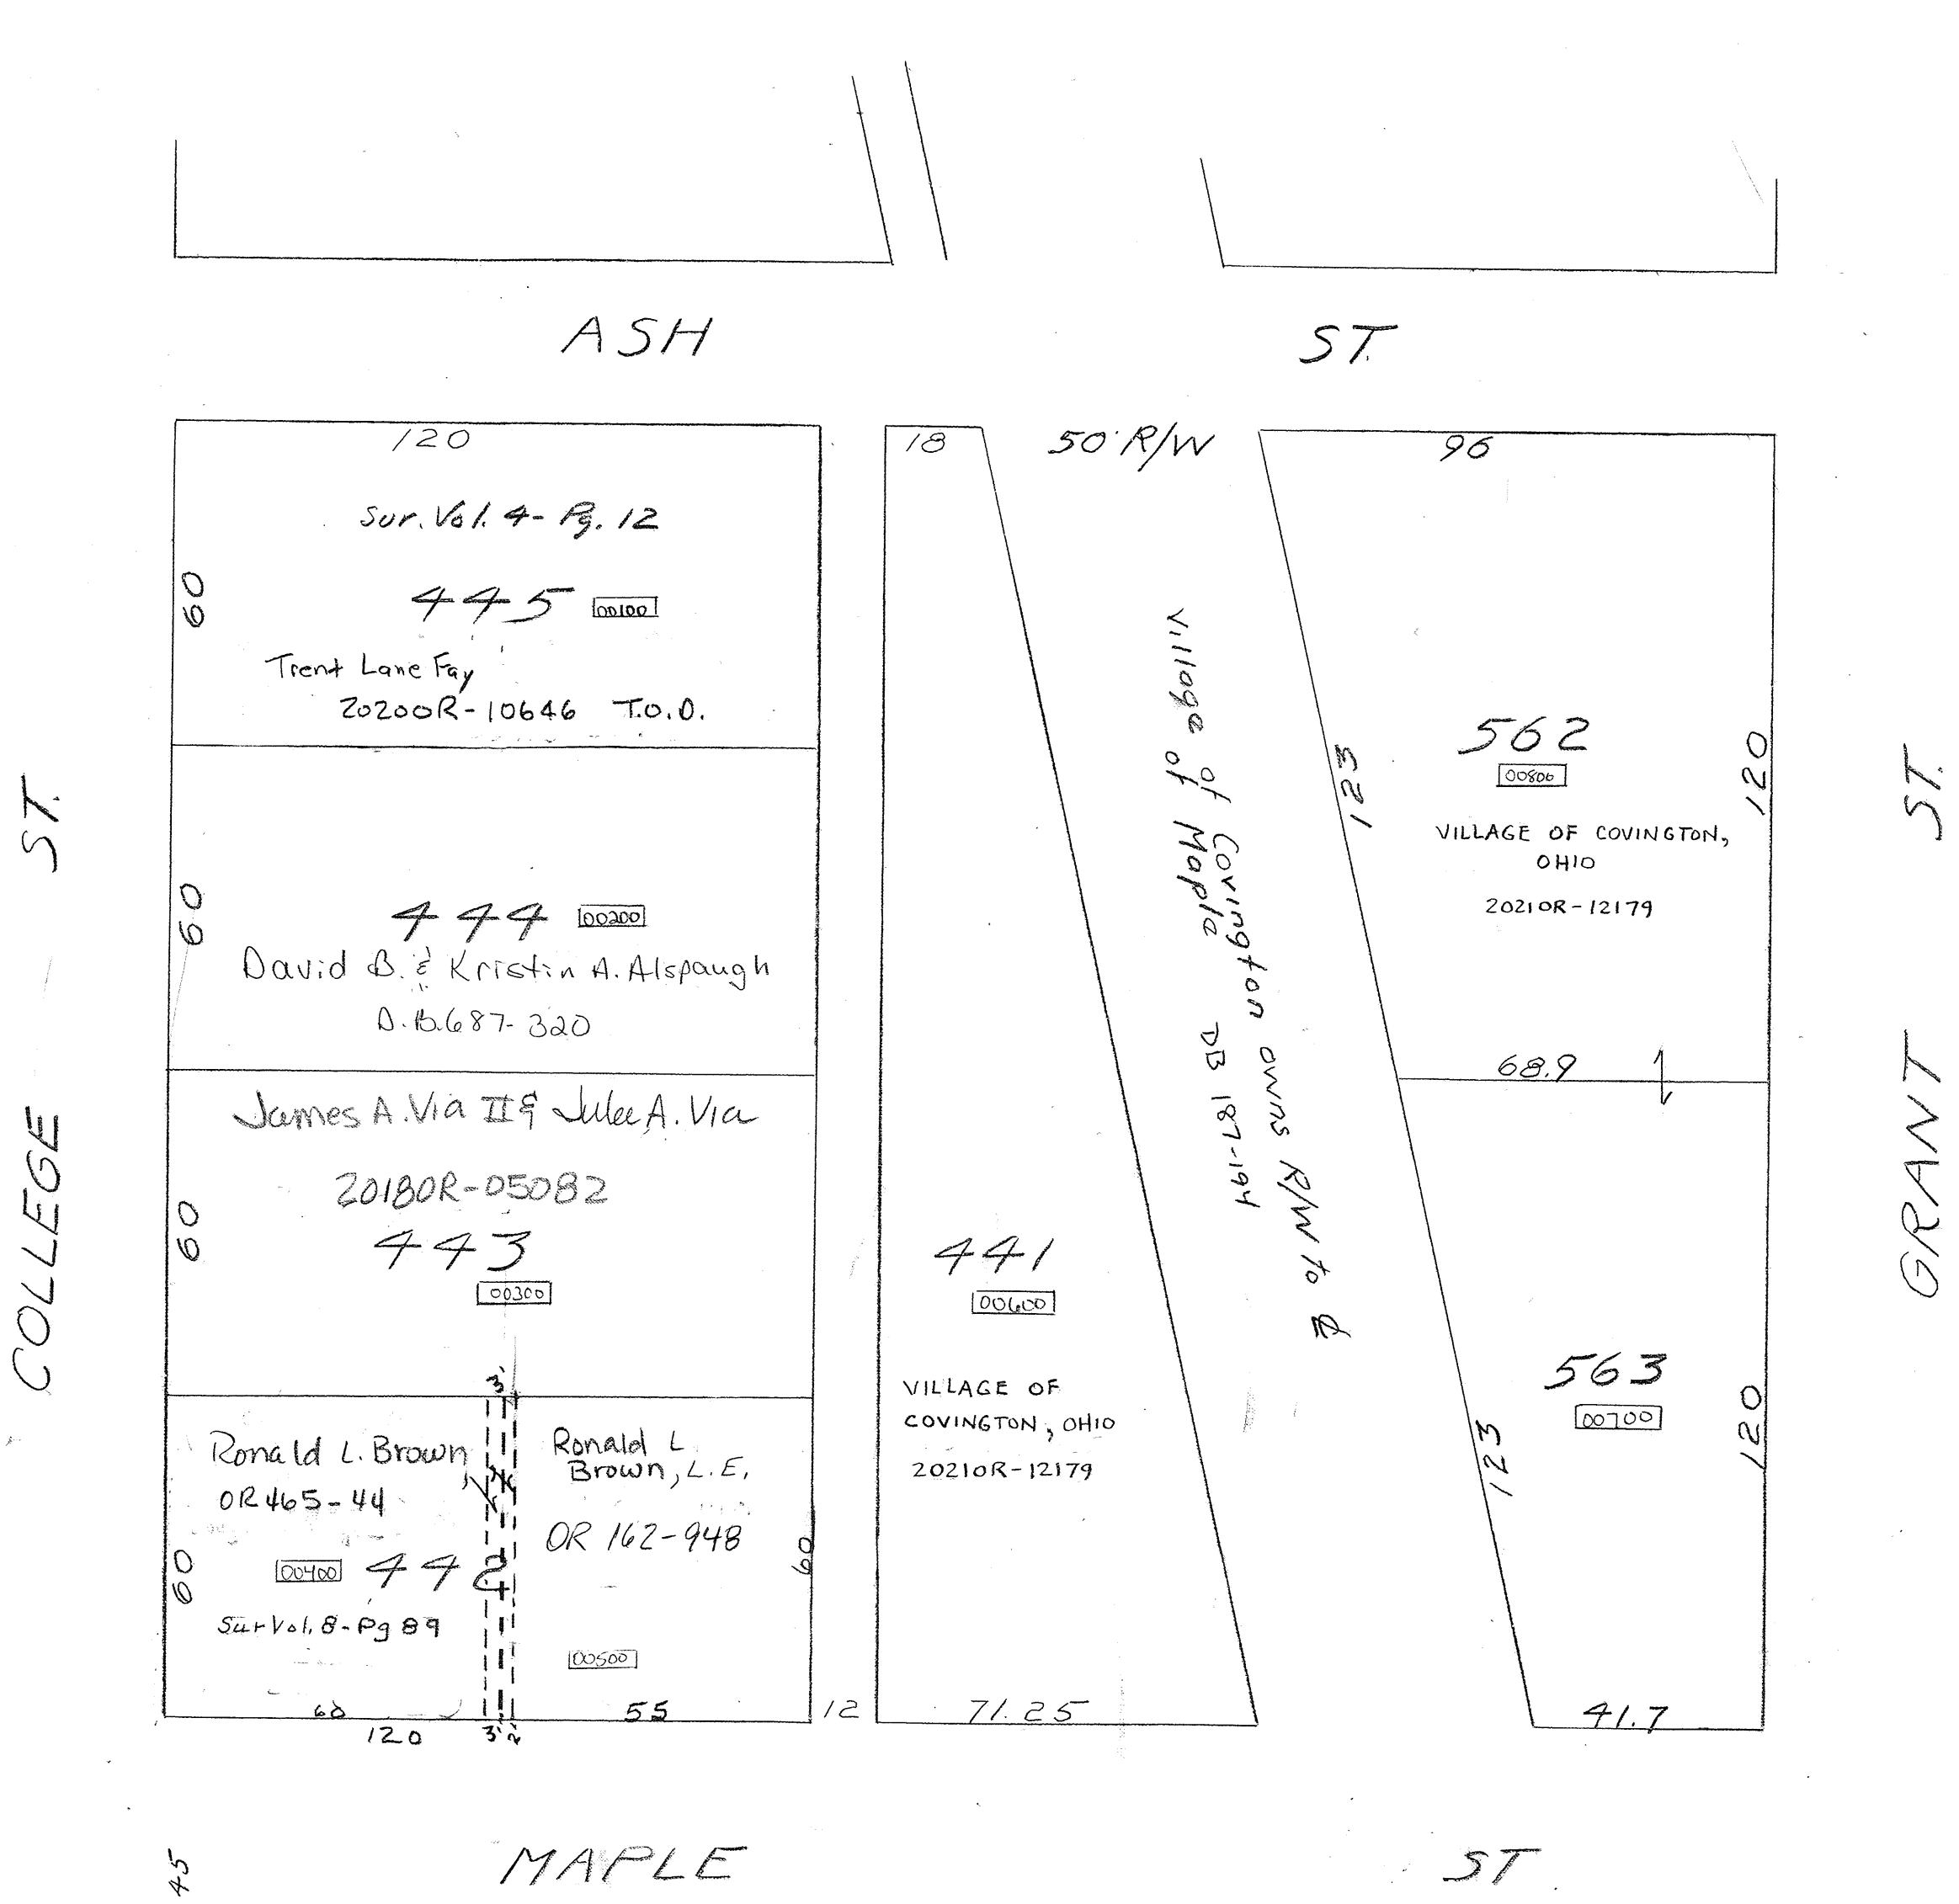 ASH ST.
COLLEGE ST.
120
Sur. Vol. 4 - Pg. 12
60
445 00100
Trent Lane Fay
2020OR-10646 T.O.D.
60
444 00200
David B. & Kristin A. Alspaugh
D.B. 687-320
James A. Via II & Julee A. Via
2018OR-05082
60
443
00300
3'
Ronald L. Brown
OR 465-44
60
00400 442
Sur Vol. 8 - Pg 89
60
120
3' 2'
Ronald L
Brown, L.E.
OR 162-948
60
00500
55
12
18
441
00600
VILLAGE OF
COVINGTON, OHIO
2021OR-12179
71.25
50' R/W
Village of Covington owns R/W to
of Maple DB 187-194
96
123
562
00800
120
VILLAGE OF COVINGTON,
OHIO
2021OR-12179
68.9
123
563
00700
120
41.7
GRANT ST.
45
MAPLE ST